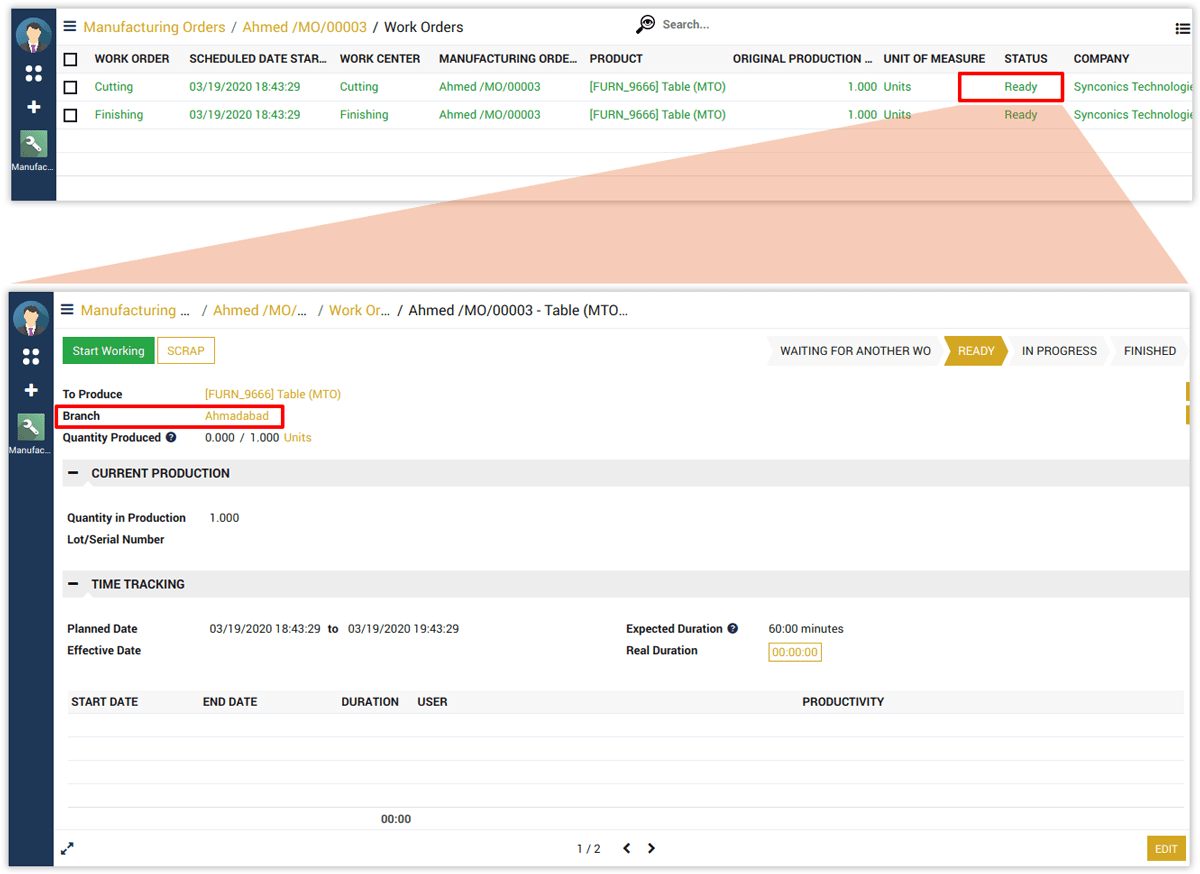 Manufacturing Orders / Ahmed /MO/00003 / Work Orders
Search...
WORK ORDER SCHEDULED DATE STAR... WORK CENTER MANUFACTURING ORDE... PRODUCT ORIGINAL PRODUCTION ... UNIT OF MEASURE STATUS COMPANY
Cutting 03/19/2020 18:43:29 Cutting Ahmed /MO/00003 [FURN_9666] Table (MTO) 1.000 Units Ready Synconics Technologie
Finishing 03/19/2020 18:43:29 Finishing Ahmed /MO/00003 [FURN_9666] Table (MTO) 1.000 Units Ready Synconics Technologie
Manufac...
Manufacturing ... / Ahmed /MO/... / Work Or... / Ahmed /MO/00003 - Table (MTO...
Start Working SCRAP WAITING FOR ANOTHER WO READY IN PROGRESS FINISHED
To Produce [FURN_9666] Table (MTO)
Branch Ahmadabad
Quantity Produced ? 0.000 / 1.000 Units
Manufac...
CURRENT PRODUCTION
Quantity in Production 1.000
Lot/Serial Number
TIME TRACKING
Planned Date 03/19/2020 18:43:29 to 03/19/2020 19:43:29 Expected Duration ? 60:00 minutes
Effective Date Real Duration 00:00:00
START DATE END DATE DURATION USER PRODUCTIVITY
00:00
1 / 2 EDIT